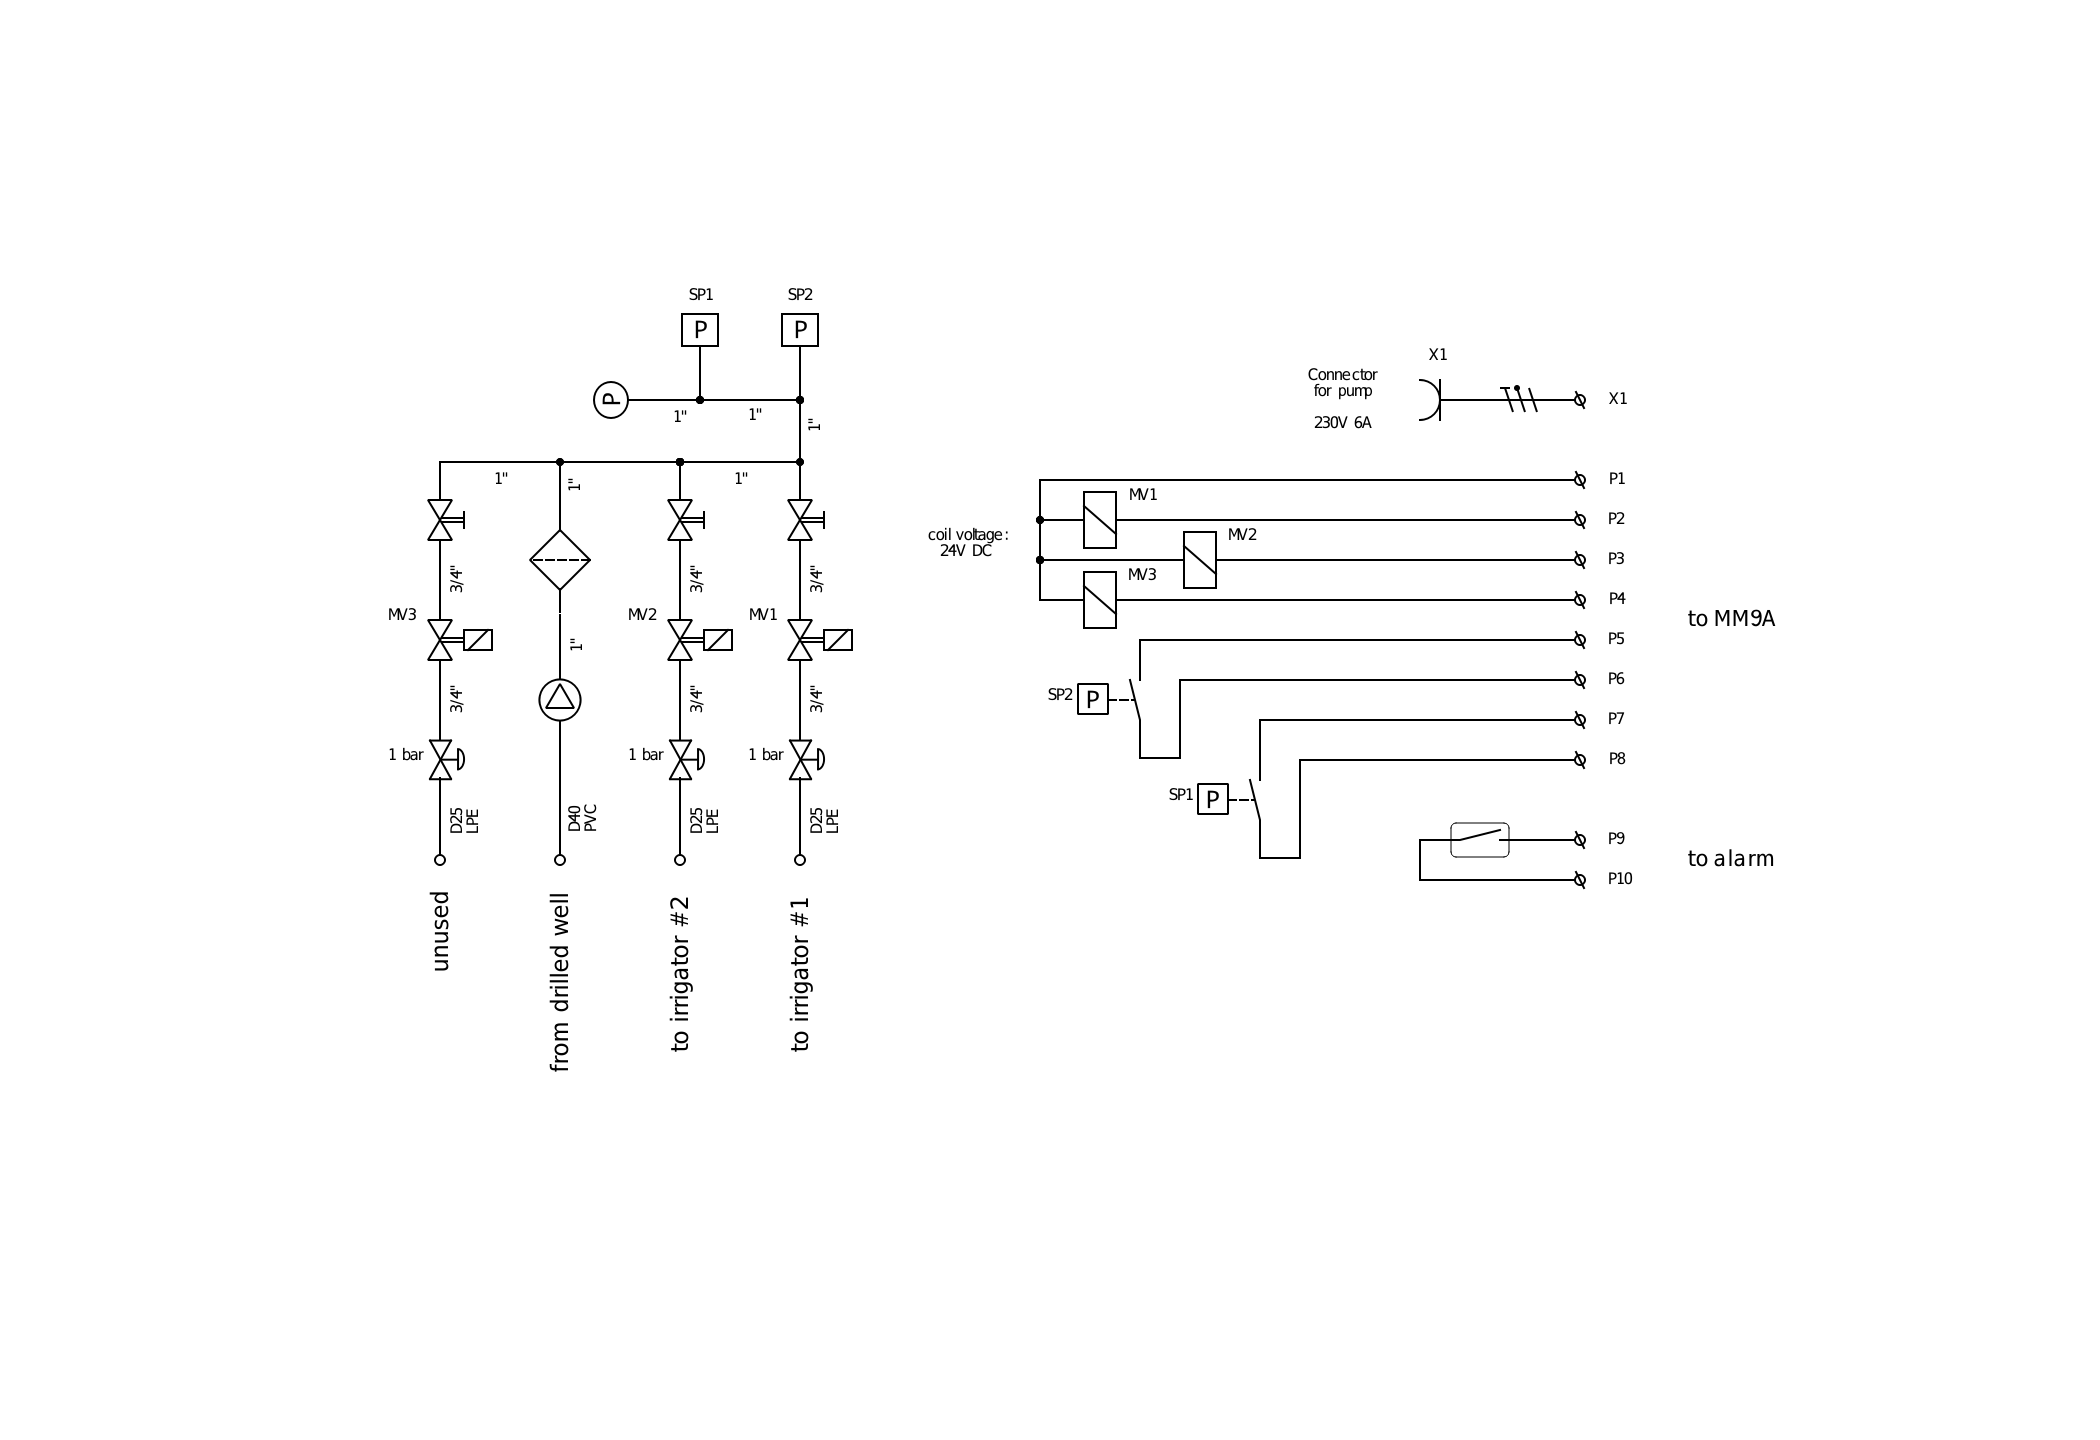 SP1
SP2
P
P
P
1"
1"
1"
1"
1"
1"
3/4"
3/4"
3/4"
MV3
MV2
MV1
1"
3/4"
3/4"
3/4"
1 bar
1 bar
1 bar
D25
LPE
D40
PVC
D25
LPE
D25
LPE
unused
from drilled well
to irrigator #2
to irrigator #1
X1
Connector
for pump
230V 6A
X1
P1
MV1
P2
coil voltage:
24V DC
MV2
P3
MV3
P4
to MM9A
P5
P6
SP2
P
P7
P8
SP1
P
P9
to alarm
P10